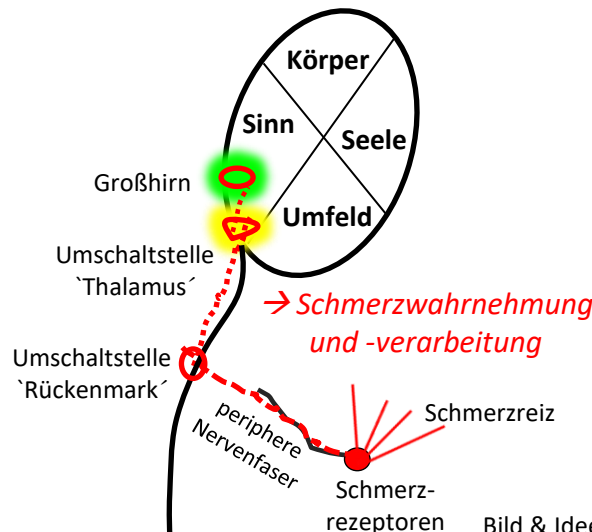 Körper
Sinn
Seele
Großhirn
Umfeld
Umschaltstelle
`Thalamus´
→ Schmerzwahrnehmung
und -verarbeitung
Umschaltstelle
`Rückenmark´
periphere
Nervenfaser
Schmerzreiz
Schmerz-
rezeptoren
Bild & Idee